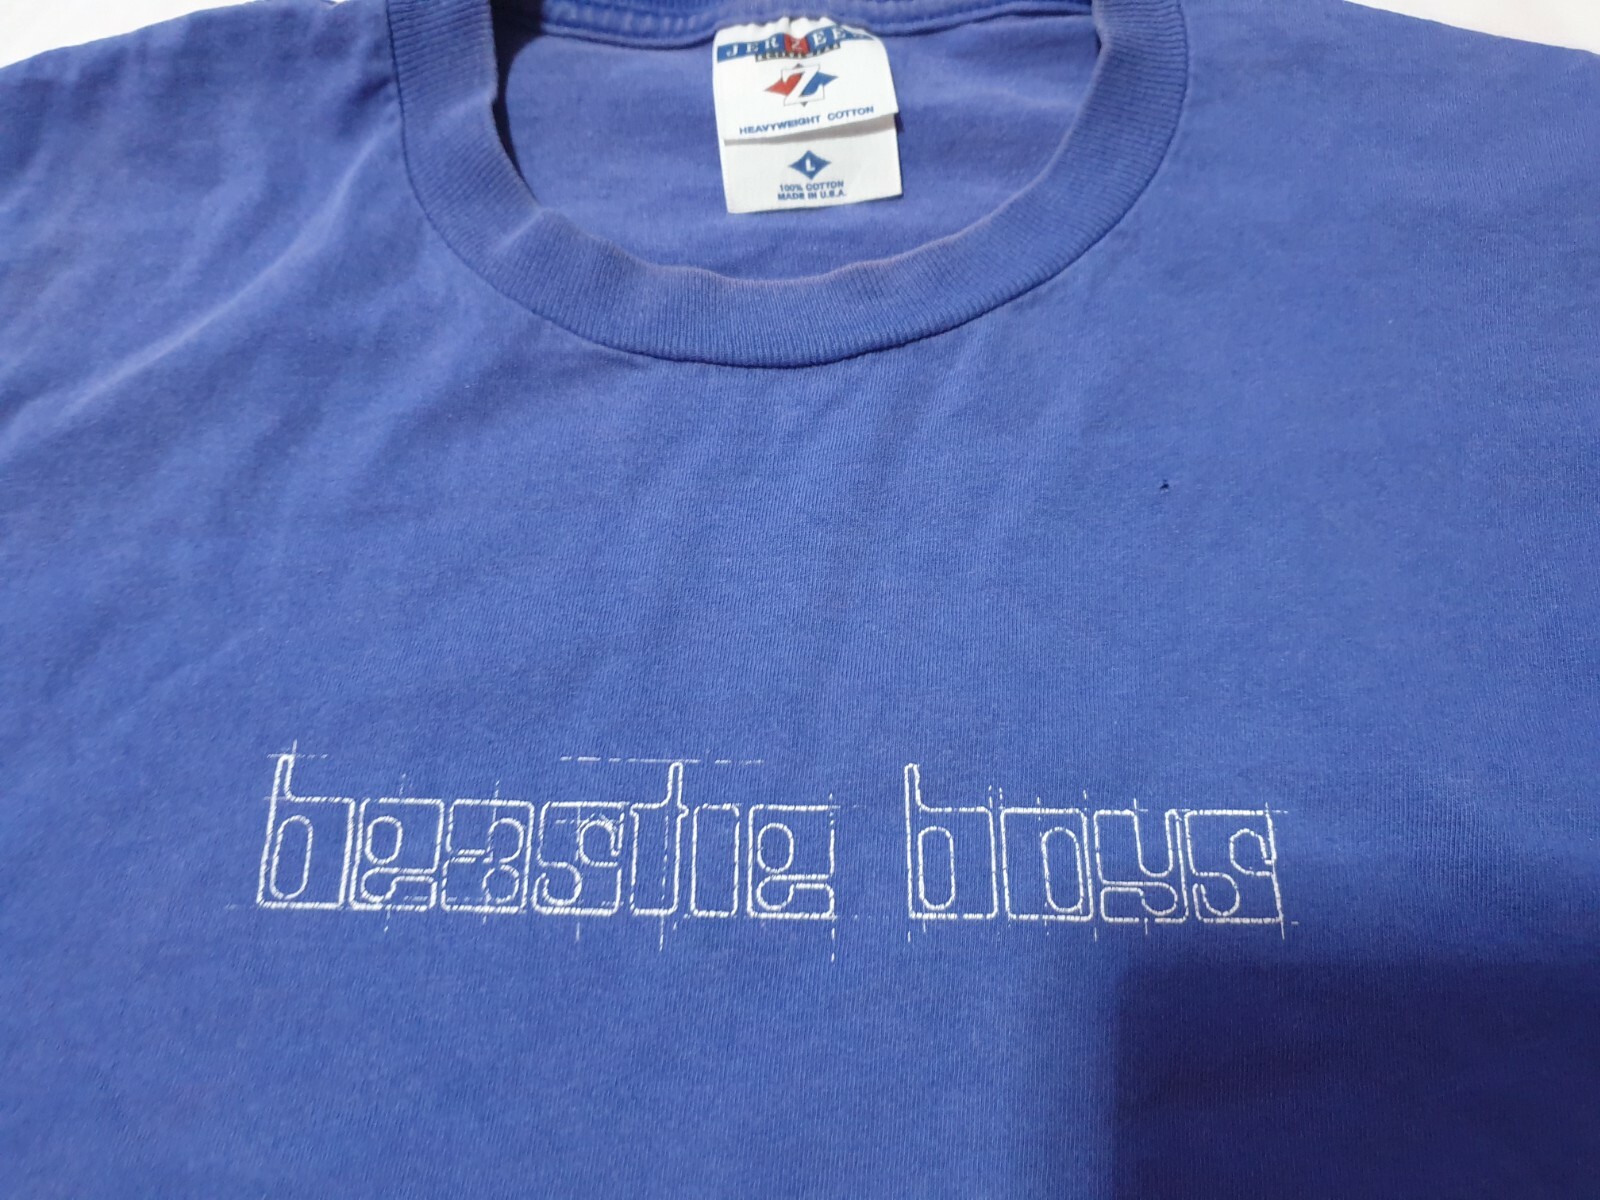 JERZEES
HEAVYWEIGHT COTTON
L
100% COTTON
MADE IN U.S.A.
beastie boys